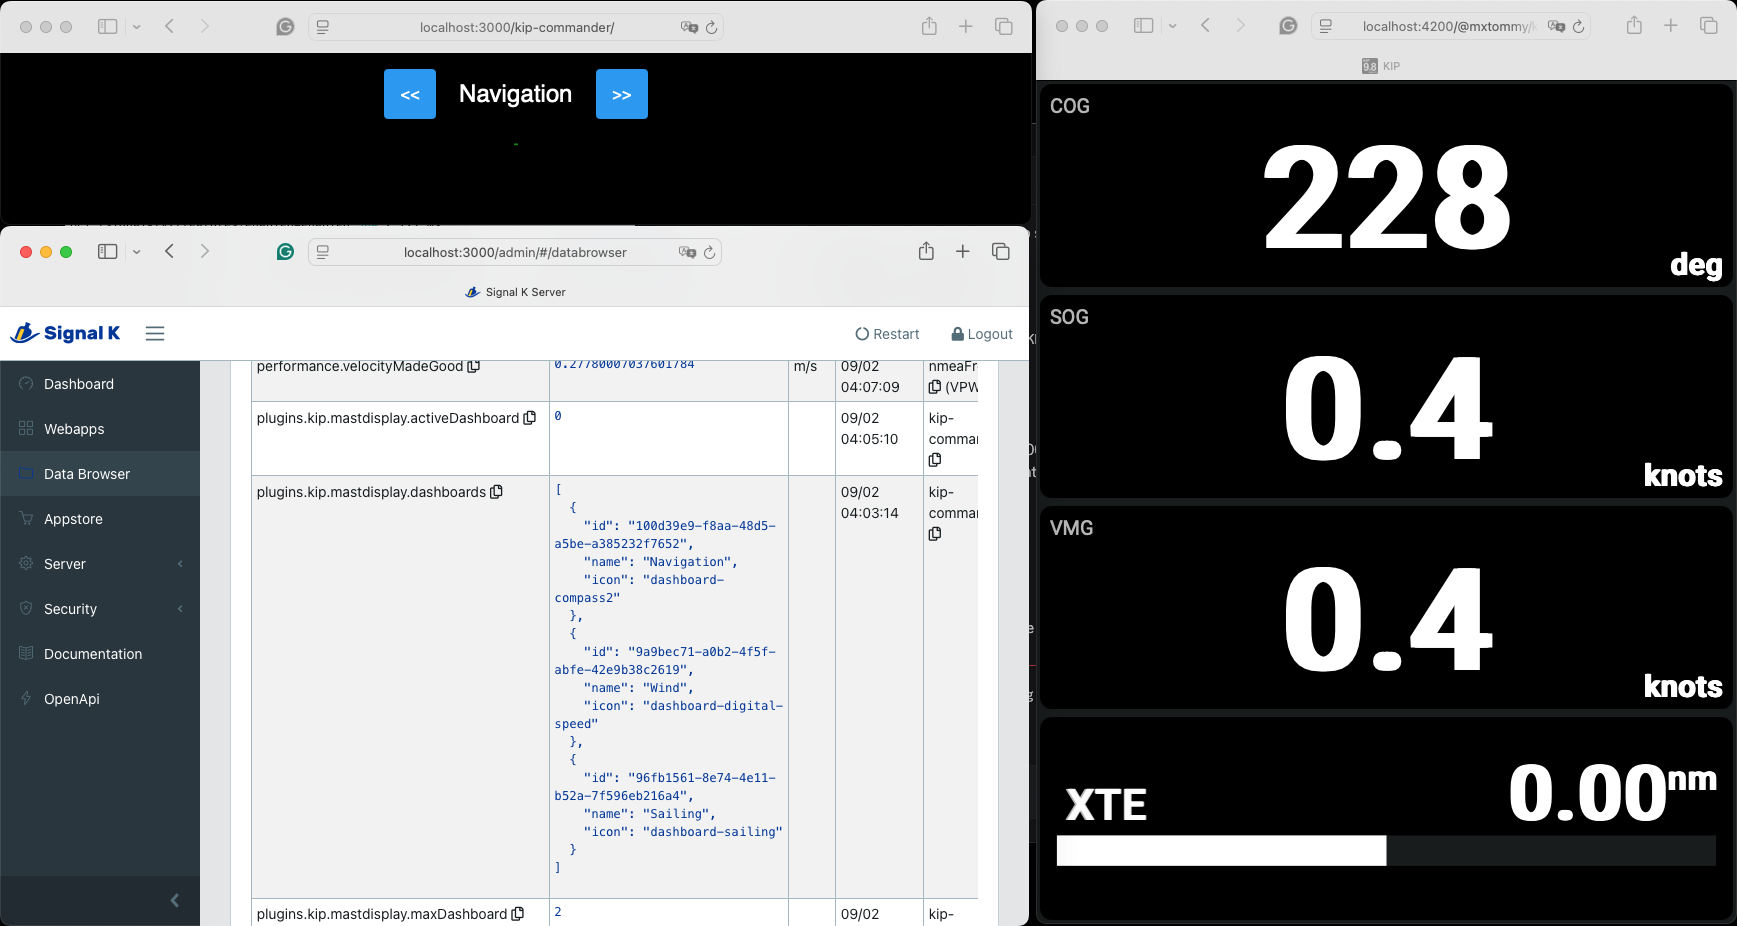 localhost:3000/kip-commander/
<<
Navigation
>>
-
localhost:3000/admin/#/databrowser
Signal K Server
Signal K
Restart
Logout
Dashboard
Webapps
Data Browser
Appstore
Server
Security
Documentation
OpenApi
performance.velocityMadeGood
0.27780007037601784
m/s
09/02
04:07:09
nmeaFr
(VPW
plugins.kip.mastdisplay.activeDashboard
0
09/02
04:05:10
kip-
comman
plugins.kip.mastdisplay.dashboards
[
{
"id": "100d39e9-f8aa-48d5-
a5be-a385232f7652",
"name": "Navigation",
"icon": "dashboard-
compass2"
},
{
"id": "9a9bec71-a0b2-4f5f-
abfe-42e9b38c2619",
"name": "Wind",
"icon": "dashboard-digital-
speed"
},
{
"id": "96fb1561-8e74-4e11-
b52a-7f596eb216a4",
"name": "Sailing",
"icon": "dashboard-sailing"
}
]
09/02
04:03:14
kip-
comman
plugins.kip.mastdisplay.maxDashboard
2
09/02
kip-
localhost:4200/@mxtommy/k
9.8
KIP
COG
228
deg
SOG
0.4
knots
VMG
0.4
knots
XTE
0.00nm